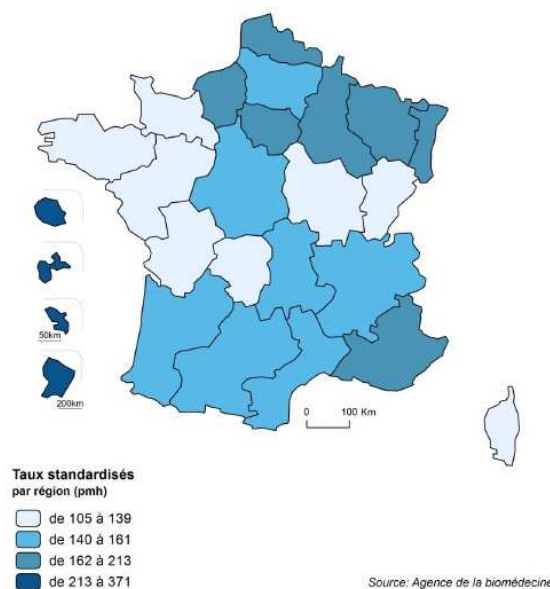 50km
200km
0 100 Km
Taux standardisés
par région (pmh)
de 105 à 139
de 140 à 161
de 162 à 213
de 213 à 371
Source: Agence de la biomédecine